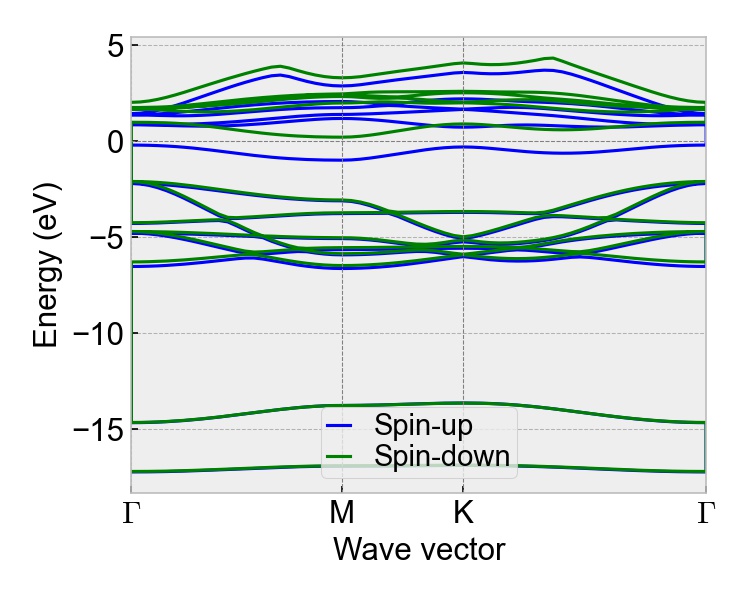 5
0
−5
−10
−15
Energy (eV)
Spin-up
Spin-down
Γ M K Γ
Wave vector